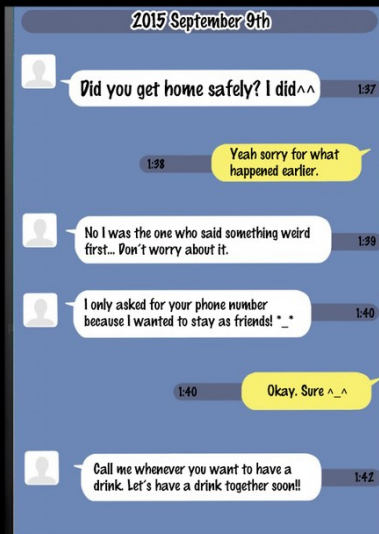 2015 September 9th
Did you get home safely? I did^^
1:37
Yeah sorry for what
happened earlier.
1:38
No I was the one who said something weird
first... Don't worry about it.
1:39
I only asked for your phone number
because I wanted to stay as friends! *_*
1:40
Okay. Sure ^_^
1:40
Call me whenever you want to have a
drink. Let's have a drink together soon!!
1:42